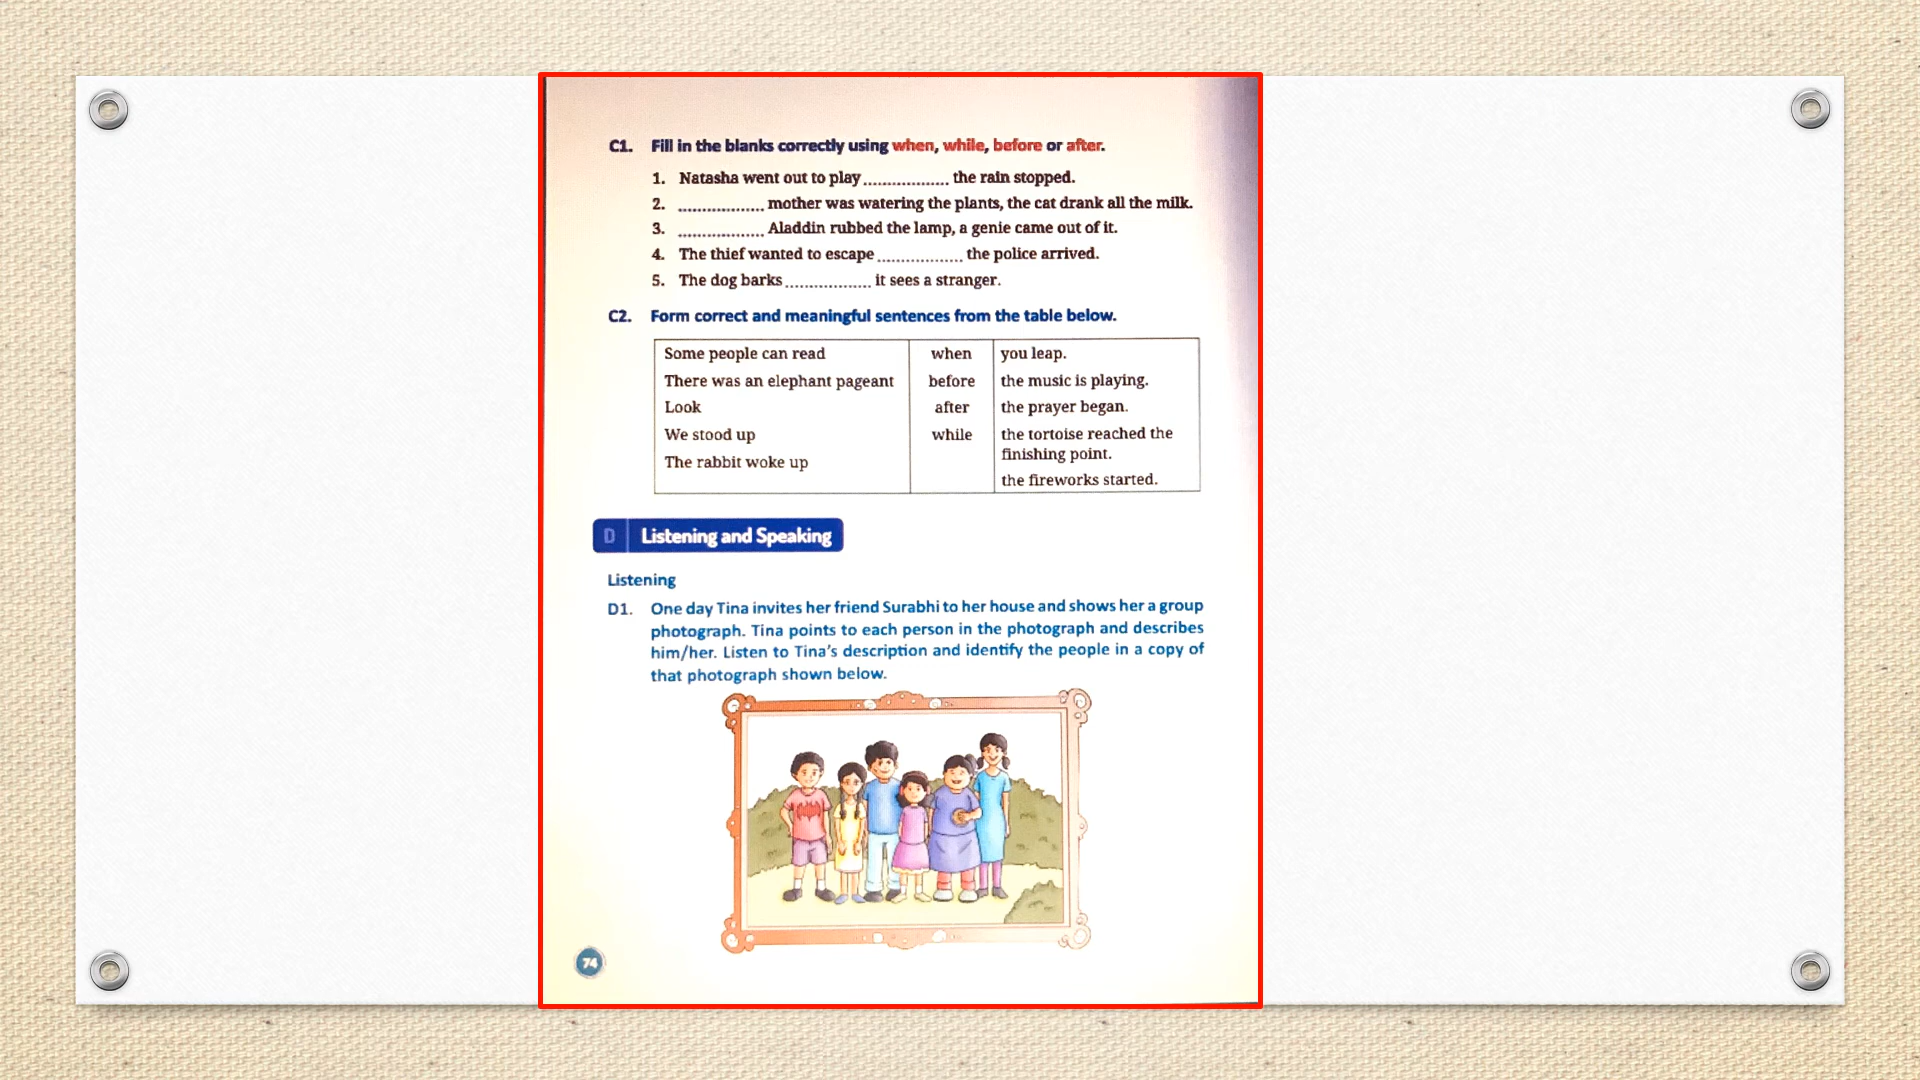 C1. Fill in the blanks correctly using when, while, before or after.
1. Natasha went out to play .................. the rain stopped.
2. .................. mother was watering the plants, the cat drank all the milk.
3. .................. Aladdin rubbed the lamp, a genie came out of it.
4. The thief wanted to escape .................. the police arrived.
5. The dog barks .................. it sees a stranger.
C2. Form correct and meaningful sentences from the table below.
Some people can read when you leap.
There was an elephant pageant before the music is playing.
Look after the prayer began.
We stood up while the tortoise reached the
finishing point.
The rabbit woke up
the fireworks started.
D Listening and Speaking
Listening
D1. One day Tina invites her friend Surabhi to her house and shows her a group
photograph. Tina points to each person in the photograph and describes
him/her. Listen to Tina's description and identify the people in a copy of
that photograph shown below.
74